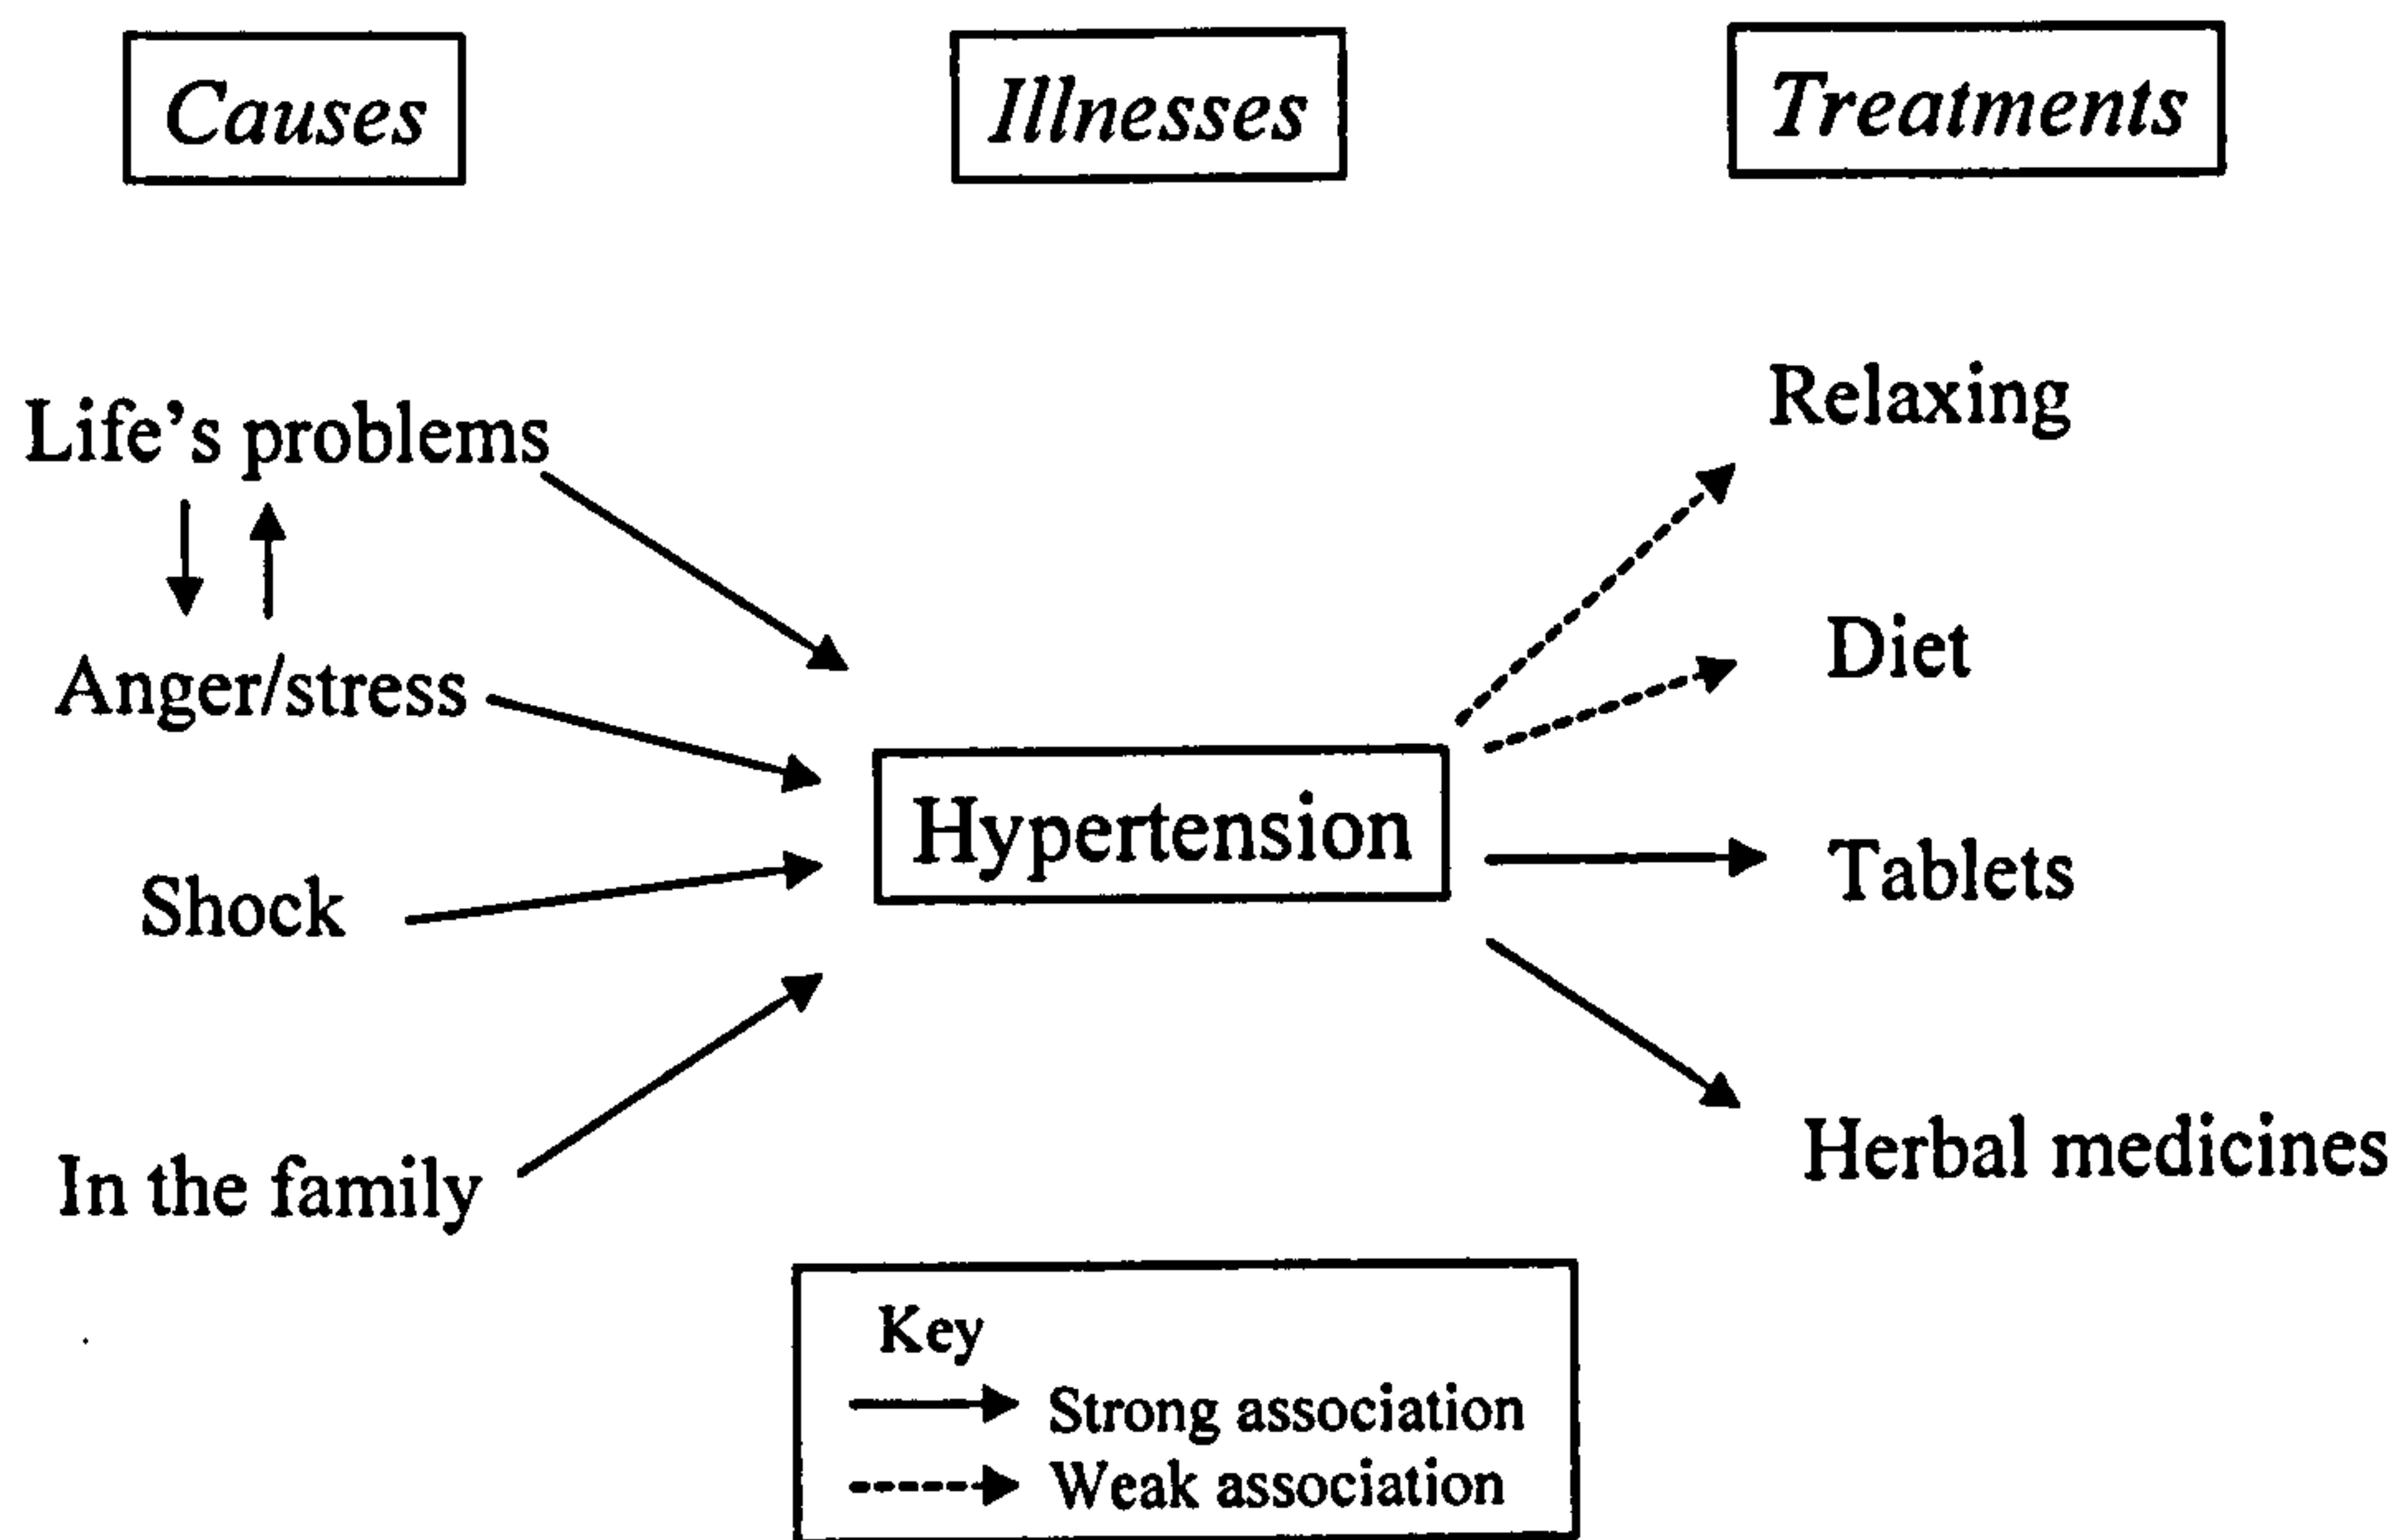 Causes
Illnesses
Treatments
Life's problems
Relaxing
Anger/stress
Diet
Hypertension
Shock
Tablets
In the family
Herbal medicines
Key
Strong association
Weak association